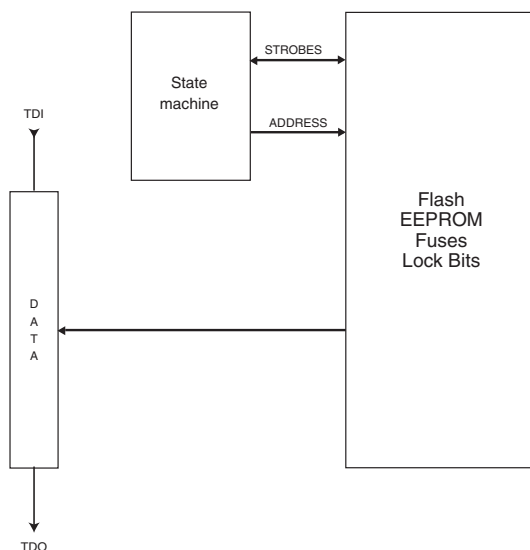 STROBES
State
machine
ADDRESS
TDI
Flash
EEPROM
Fuses
Lock Bits
D
A
T
A
TDO